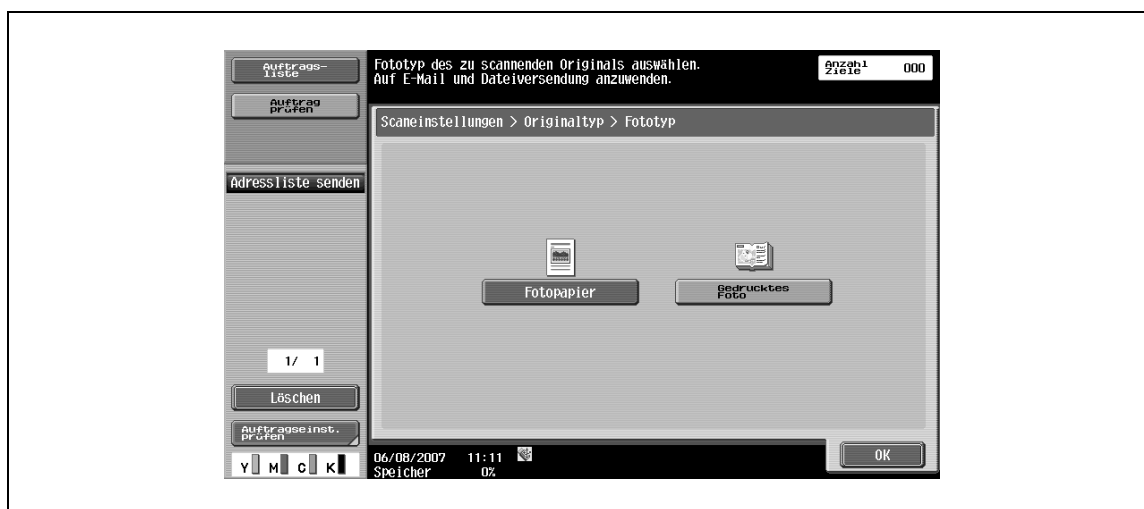 Auftrags-
liste
Auftrag
prüfen
Adressliste senden
1/ 1
Löschen
Auftragseinst.
prüfen
Y M C K
Fototyp des zu scannenden Originals auswählen.
Auf E-Mail und Dateiversendung anzuwenden.
Anzahl
Ziele 000
Scaneinstellungen > Originaltyp > Fototyp
Fotopapier
Gedrucktes
Foto
06/08/2007 11:11
Speicher 0%
OK